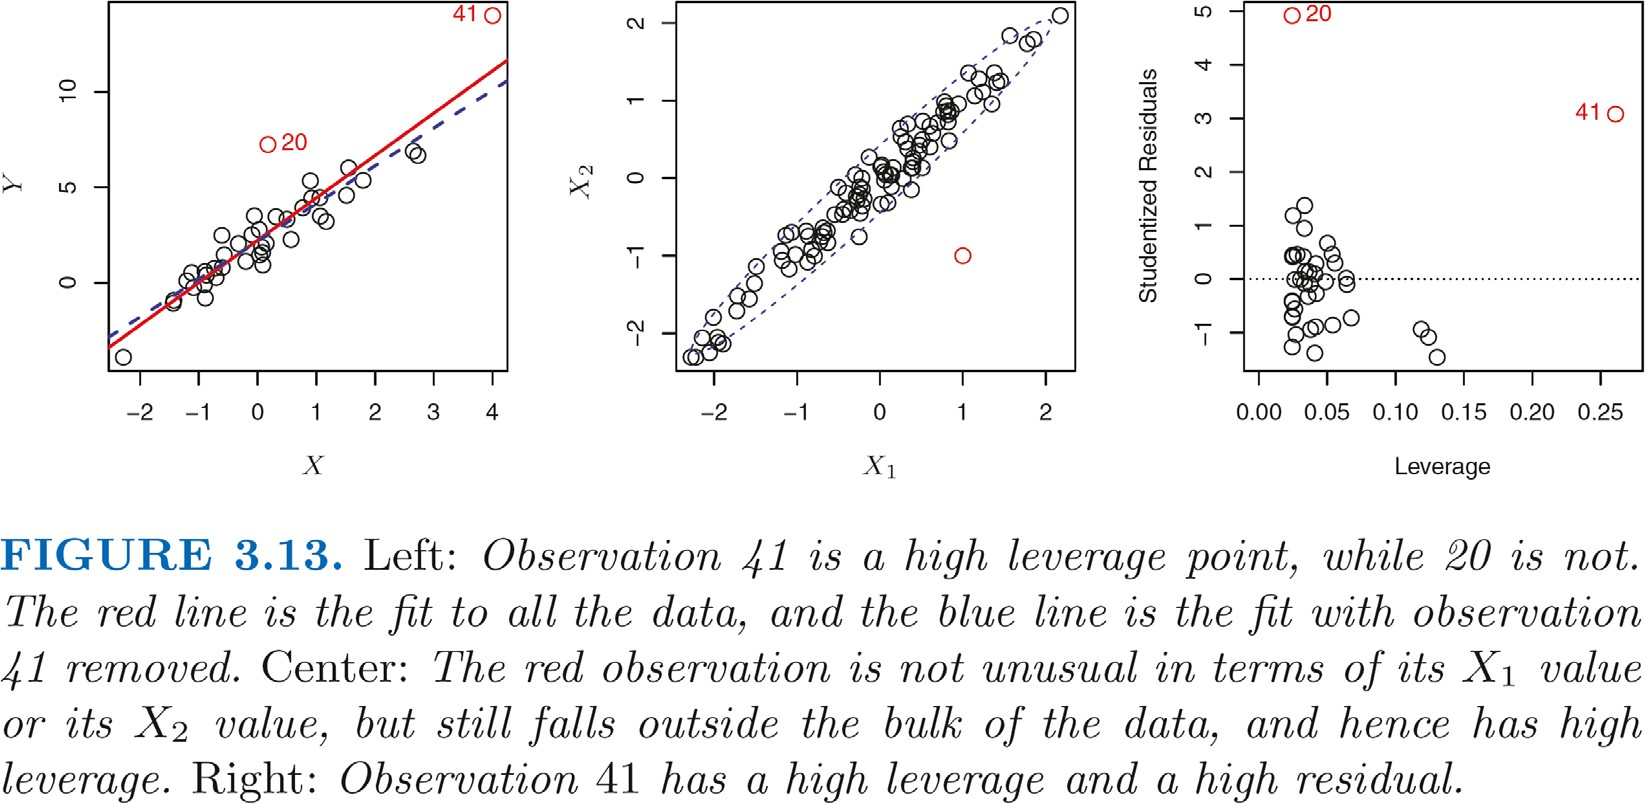 41
20
10
5
0
Y
−2 −1 0 1 2 3 4
X
2
1
0
−1
−2
X2
−2 −1 0 1 2
X1
20
41
5
4
3
2
1
0
−1
Studentized Residuals
0.00 0.05 0.10 0.15 0.20 0.25
Leverage
FIGURE 3.13. Left: Observation 41 is a high leverage point, while 20 is not.
The red line is the fit to all the data, and the blue line is the fit with observation
41 removed. Center: The red observation is not unusual in terms of its X1 value
or its X2 value, but still falls outside the bulk of the data, and hence has high
leverage. Right: Observation 41 has a high leverage and a high residual.